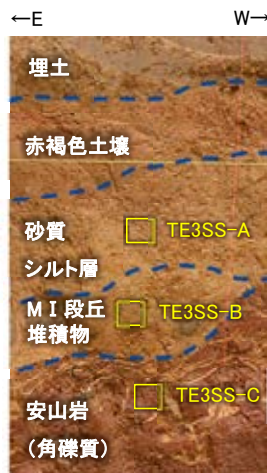 ←E W→
埋土
赤褐色土壌
砂質 TE3SS-A
シルト層
MⅠ段丘 TE3SS-B
堆積物
安山岩 TE3SS-C
(角礫質)